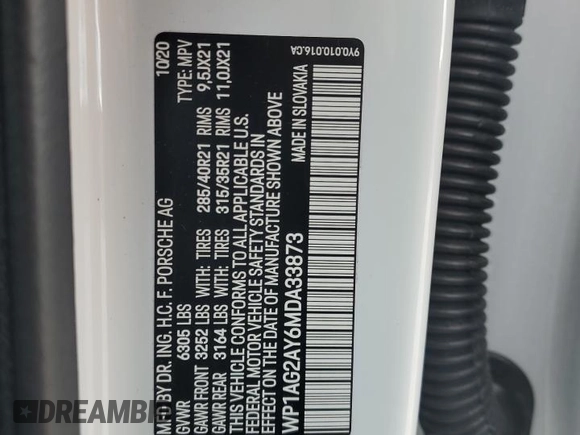 MFD BY DR. ING. H.C. F. PORSCHE AG 10/20
GVWR 6305 LBS TYPE: MPV
GAWR FRONT 3252 LBS WITH: TIRES 285/40R21 RIMS 9,5JX21
GAWR REAR 3164 LBS WITH: TIRES 315/35R21 RIMS 11,0JX21
THIS VEHICLE CONFORMS TO ALL APPLICABLE U.S.
FEDERAL MOTOR VEHICLE SAFETY STANDARDS IN
EFFECT ON THE DATE OF MANUFACTURE SHOWN ABOVE
WP1AG2AY6MDA33873
MADE IN SLOVAKIA
9Y0.010.016.CA